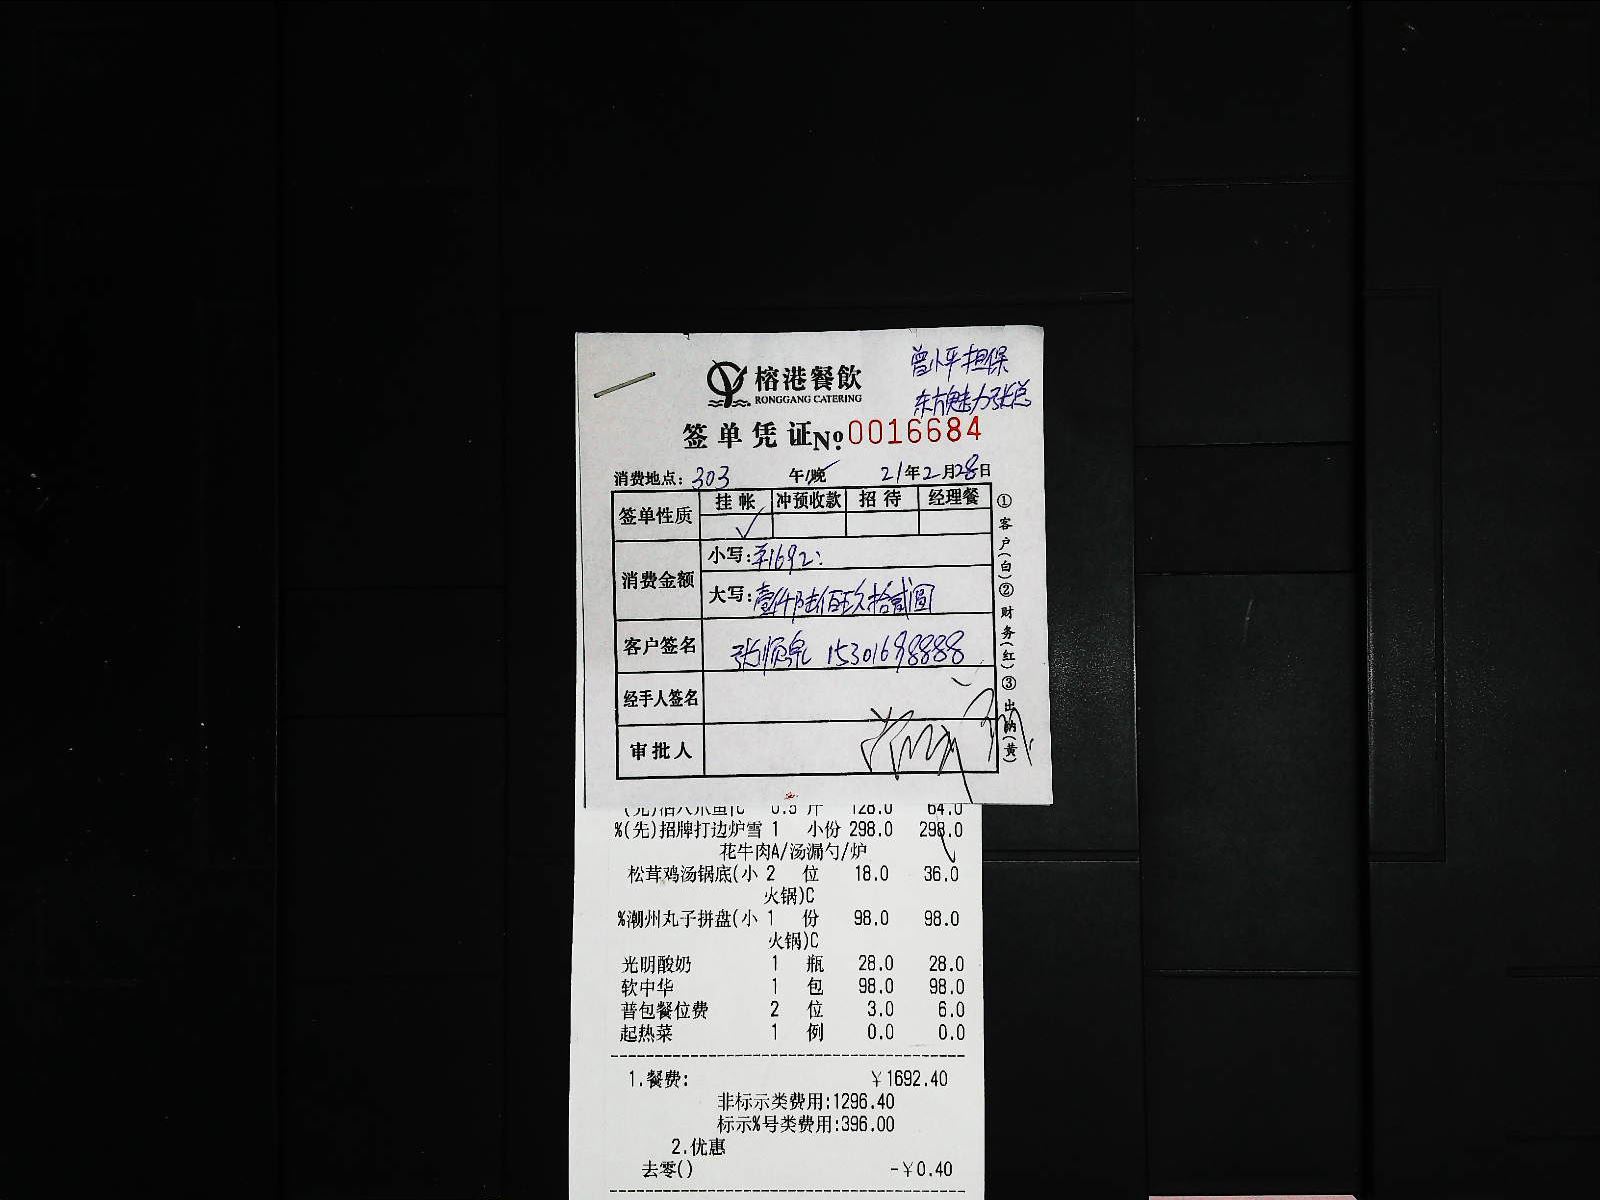 曾小平担保
东方魅力张总
榕港餐飲
RONGGANG CATERING
签单凭证№0016684
消费地点：303 午/晚 21年2月28日
签单性质 挂帐 冲预收款 招待 经理餐
消费金额
小写：¥1692：
大写：壹仟陆佰玖拾贰圆
客户签名 张顺泉 15301698888
经手人签名
审批人
①客户(白)②财务(红)③出纳(黄)
0.5 斤 128.0 64.0
%(先)招牌打边炉雪 1 小份 298.0 298.0
花牛肉A/汤漏勺/炉
松茸鸡汤锅底(小 2 位 18.0 36.0
火锅)C
%潮州丸子拼盘(小 1 份 98.0 98.0
火锅)C
光明酸奶 1 瓶 28.0 28.0
软中华 1 包 98.0 98.0
普包餐位费 2 位 3.0 6.0
起热菜 1 例 0.0 0.0
1.餐费: ￥1692.40
非标示类费用:1296.40
标示%号类费用:396.00
2.优惠
去零() -￥0.40